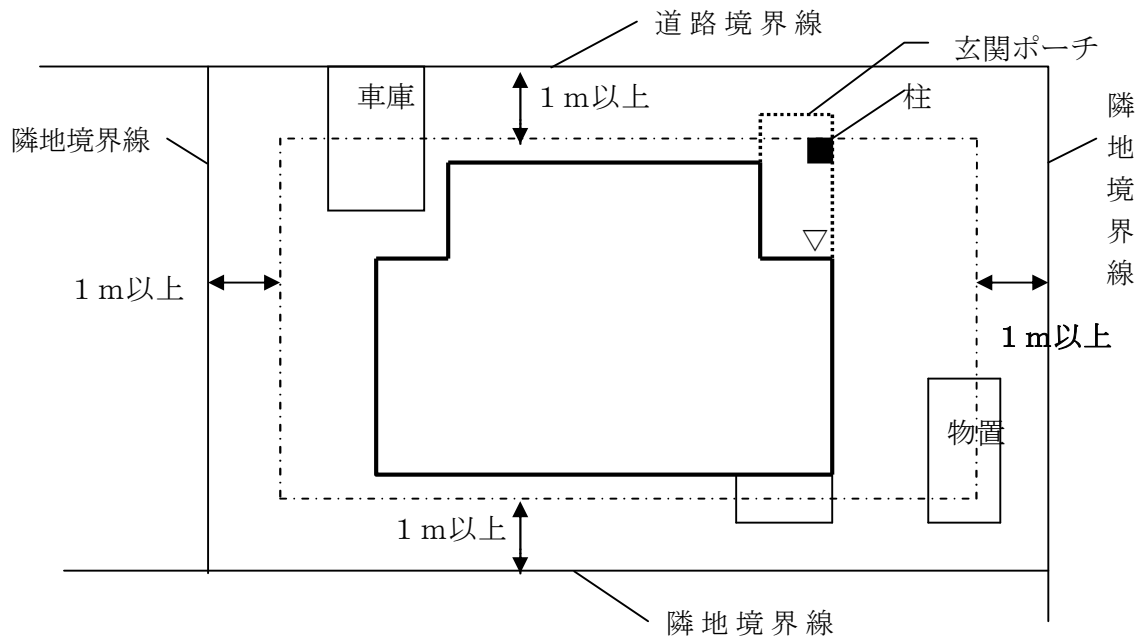 道路境界線
玄関ポーチ
車庫
1m以上
柱
隣地境界線
隣地境界線
1m以上
1m以上
物置
1m以上
隣地境界線